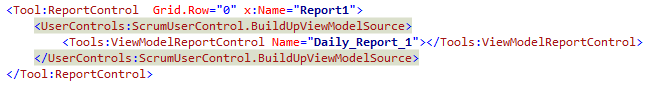 <Tool:ReportControl  Grid.Row="0" x:Name="Report1">
    <UserControls:ScrumUserControl.BuildUpViewModelSource>
        <Tools:ViewModelReportControl Name="Daily_Report_1"></Tools:ViewModelReportControl>
    </UserControls:ScrumUserControl.BuildUpViewModelSource>
</Tool:ReportControl>